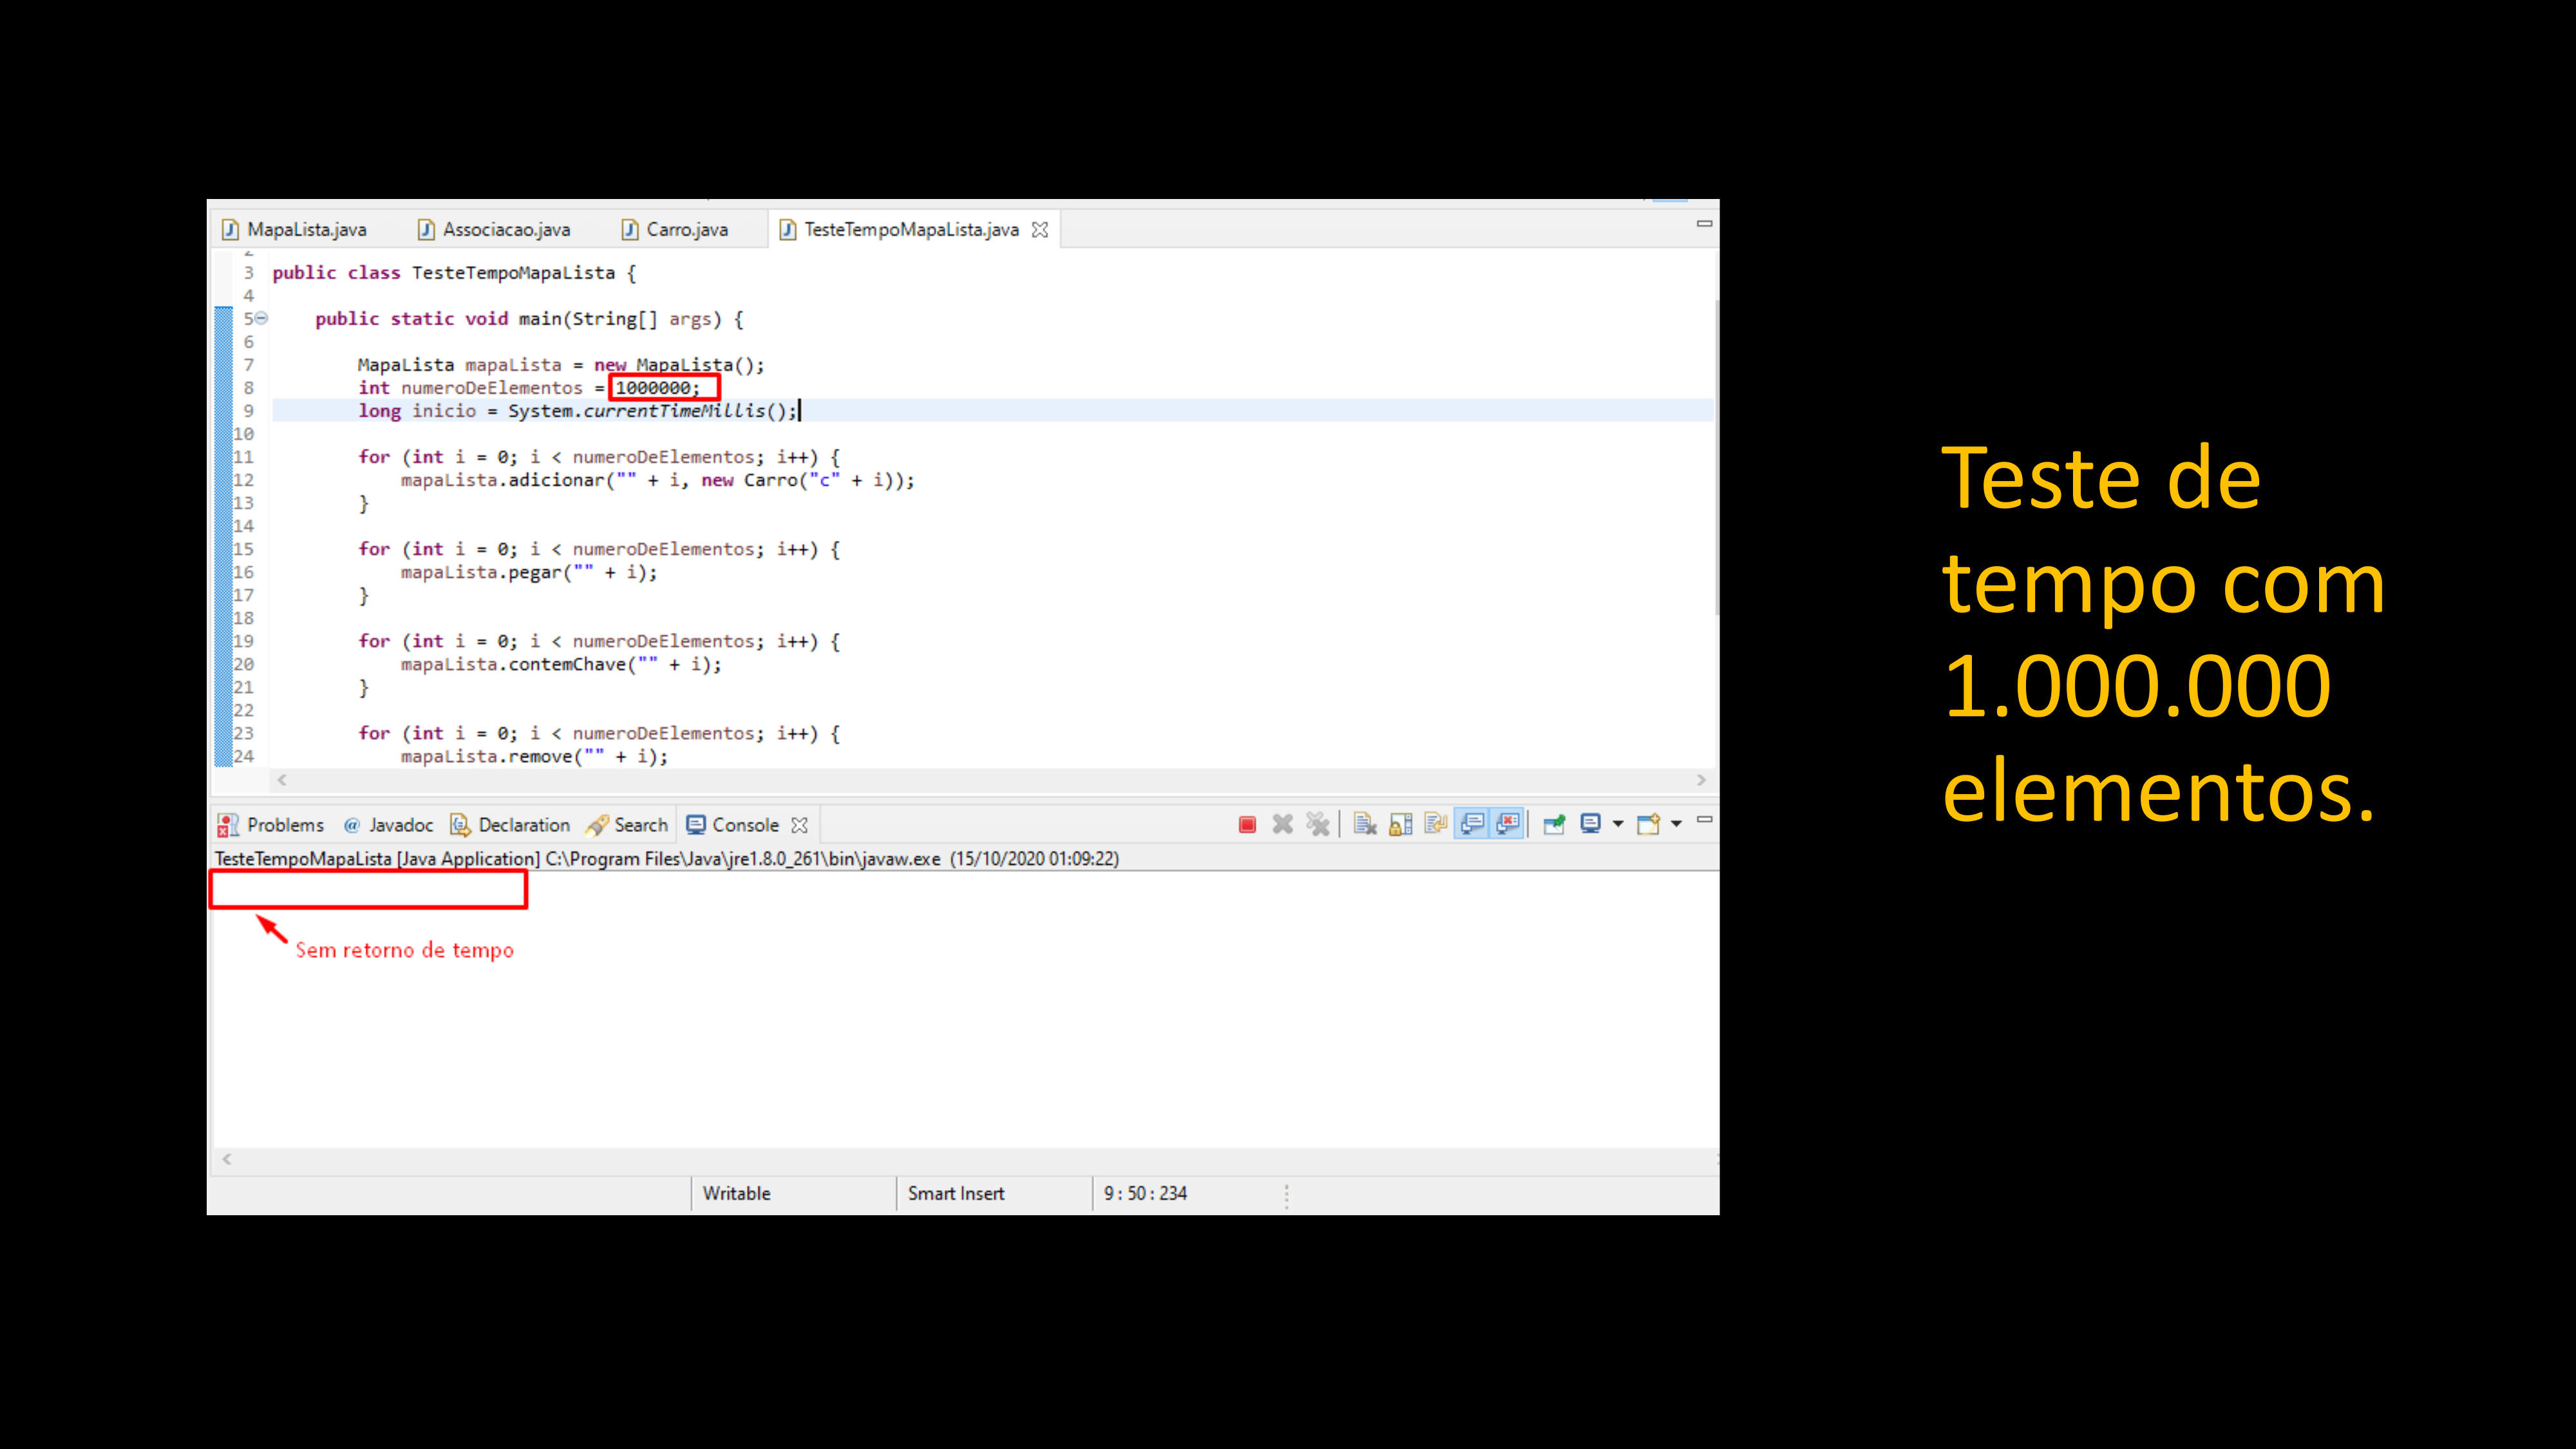 MapaLista.java Associacao.java Carro.java TesteTempoMapaLista.java
3 public class TesteTempoMapaLista {
4
5 public static void main(String[] args) {
6
7 MapaLista mapaLista = new MapaLista();
8 int numeroDeElementos = 1000000;
9 long inicio = System.currentTimeMillis();
10
11 for (int i = 0; i < numeroDeElementos; i++) {
12 mapaLista.adicionar("" + i, new Carro("c" + i));
13 }
14
15 for (int i = 0; i < numeroDeElementos; i++) {
16 mapaLista.pegar("" + i);
17 }
18
19 for (int i = 0; i < numeroDeElementos; i++) {
20 mapaLista.contemChave("" + i);
21 }
22
23 for (int i = 0; i < numeroDeElementos; i++) {
24 mapaLista.remove("" + i);
Problems @ Javadoc Declaration Search Console
TesteTempoMapaLista [Java Application] C:\Program Files\Java\jre1.8.0_261\bin\javaw.exe (15/10/2020 01:09:22)
Sem retorno de tempo
Writable Smart Insert 9 : 50 : 234
Teste de
tempo com
1.000.000
elementos.